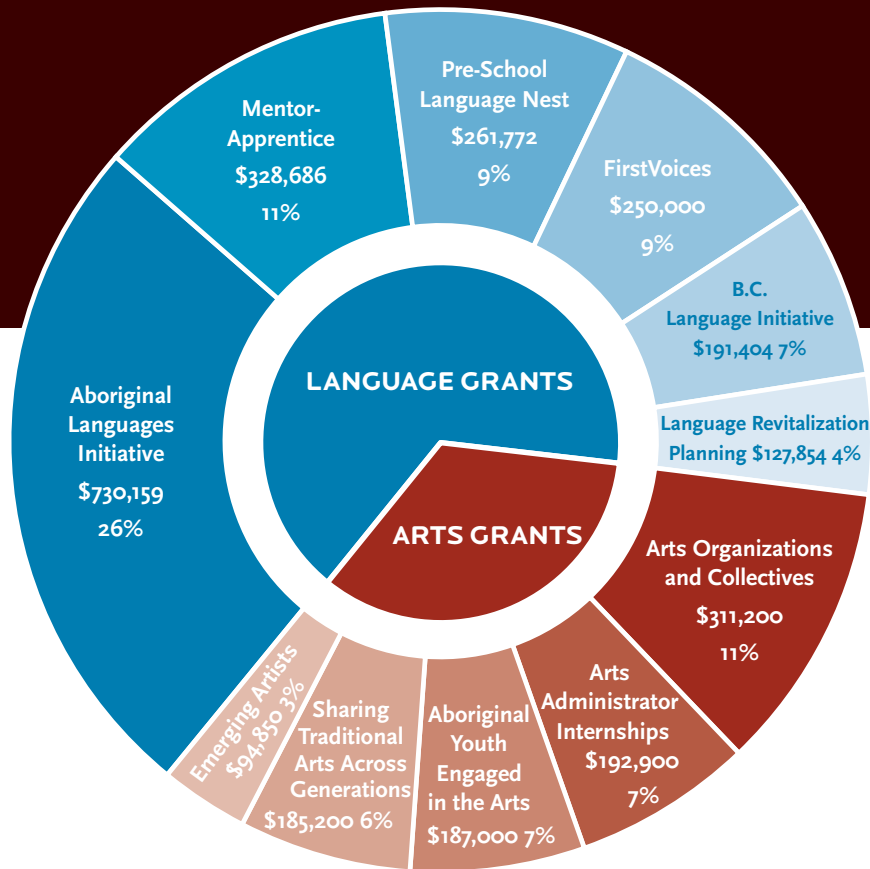 Pre-School
Language Nest
$261,772
9%
FirstVoices
$250,000
9%
B.C.
Language Initiative
$191,404 7%
Language Revitalization
Planning $127,854 4%
Arts Organizations
and Collectives
$311,200
11%
Arts
Administrator
Internships
$192,900
7%
Aboriginal
Youth
Engaged
in the Arts
$187,000 7%
Sharing
Traditional
Arts Across
Generations
$185,200 6%
Emerging Artists
$94,850 3%
Aboriginal
Languages
Initiative
$730,159
26%
Mentor-
Apprentice
$328,686
11%
LANGUAGE GRANTS
ARTS GRANTS